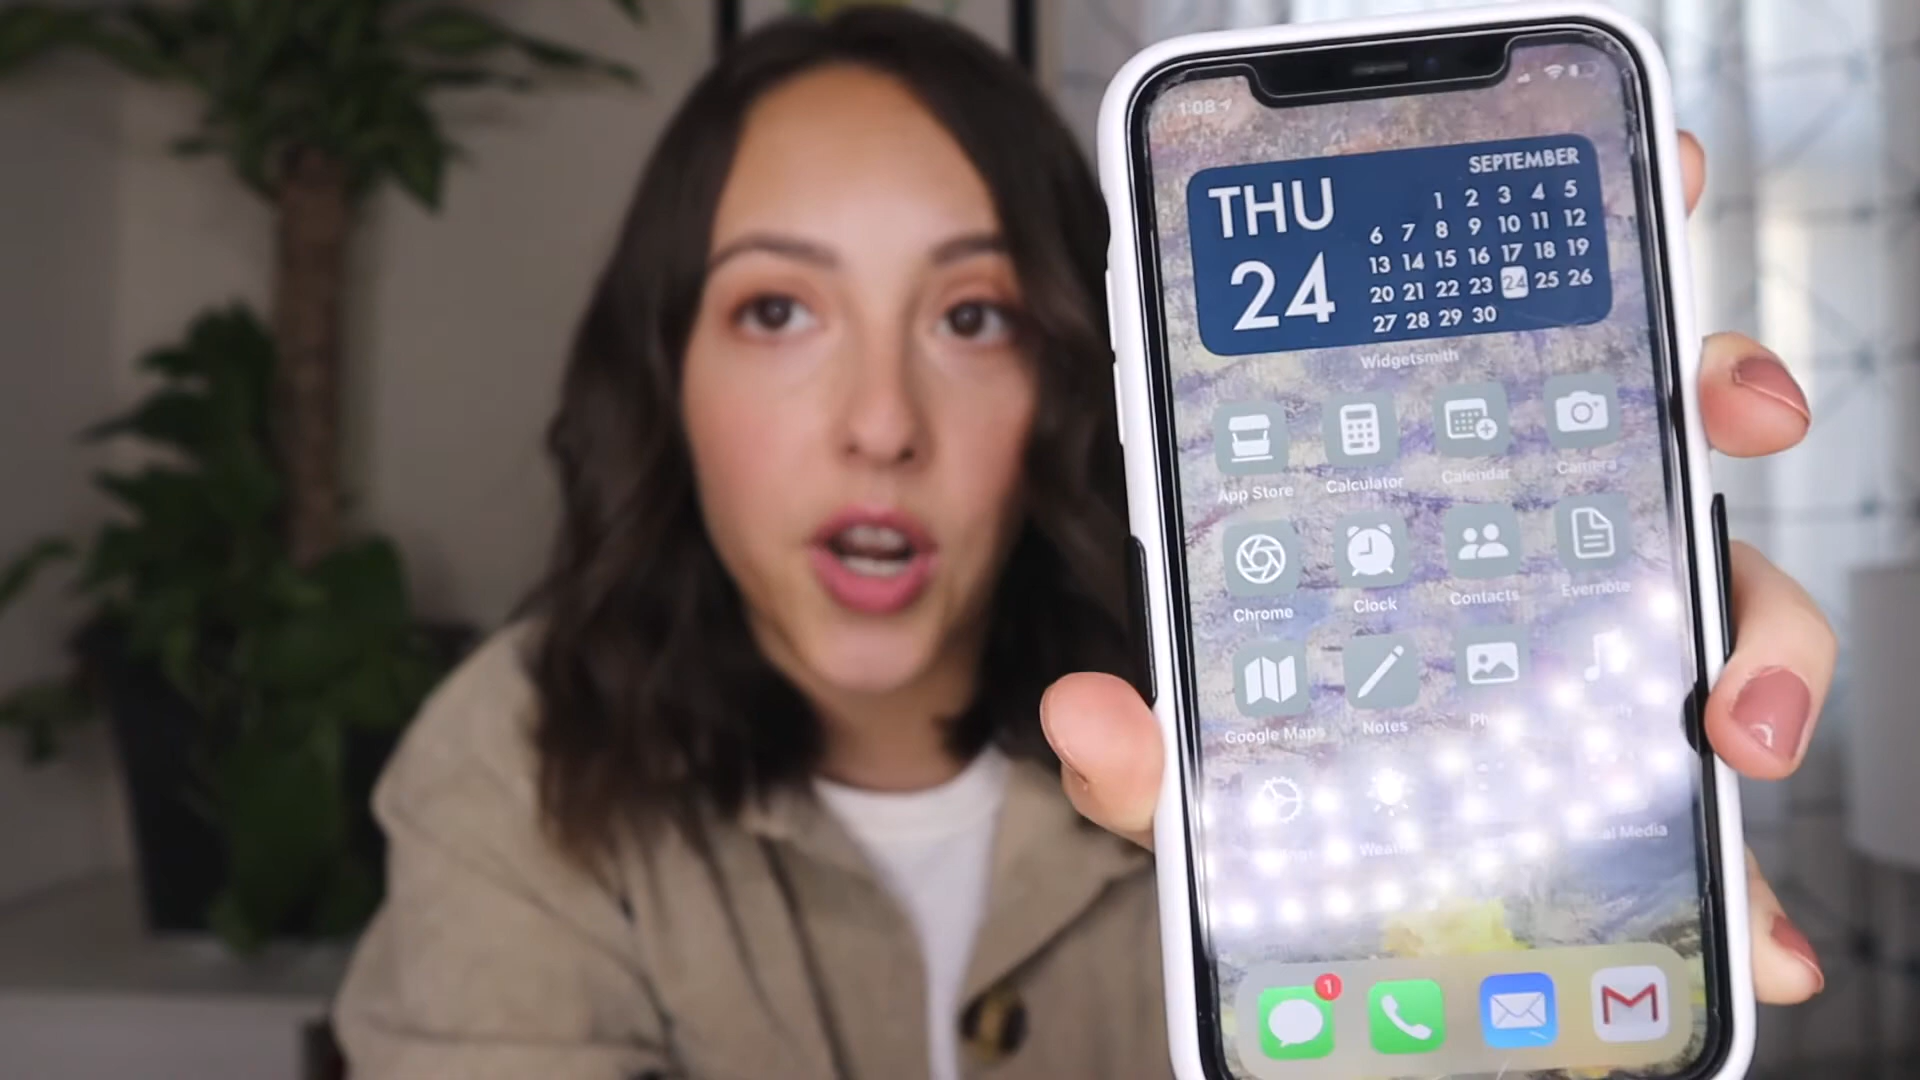 1:08
SEPTEMBER
THU
24
1 2 3 4 5
6 7 8 9 10 11 12
13 14 15 16 17 18 19
20 21 22 23 24 25 26
27 28 29 30
Widgetsmith
App Store Calculator Calendar Camera
Chrome Clock Contacts Evernote
Google Maps Notes
Media
1